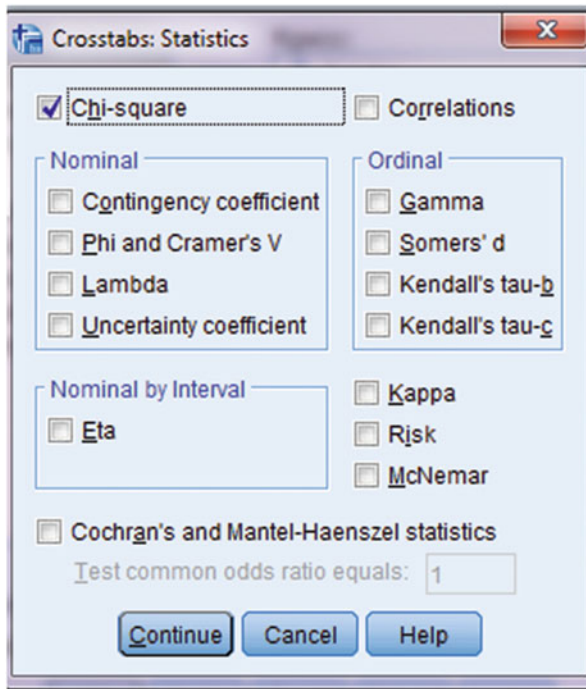 Crosstabs: Statistics
Chi-square
Correlations
Nominal
Contingency coefficient
Phi and Cramer's V
Lambda
Uncertainty coefficient
Ordinal
Gamma
Somers' d
Kendall's tau-b
Kendall's tau-c
Nominal by Interval
Eta
Kappa
Risk
McNemar
Cochran's and Mantel-Haenszel statistics
Test common odds ratio equals: 1
Continue Cancel Help